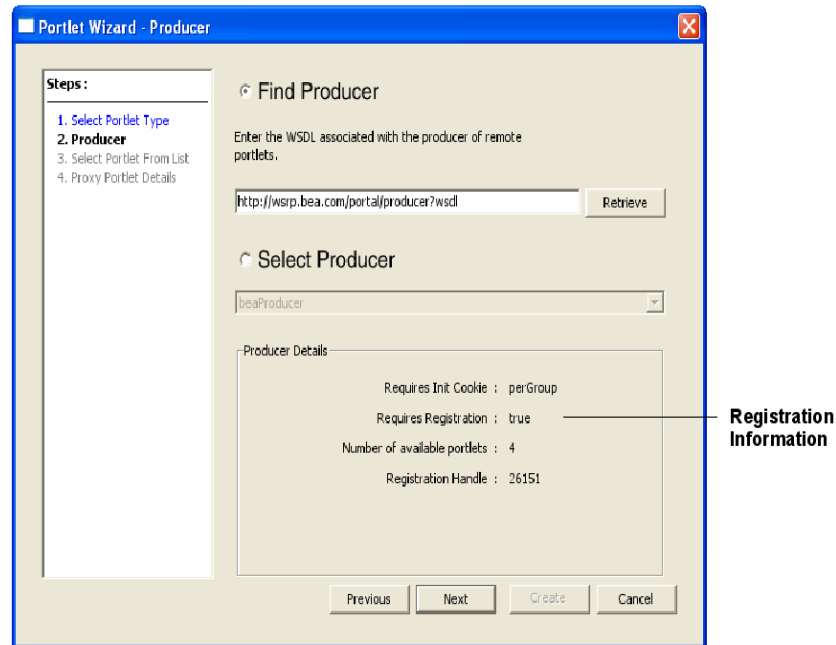 Portlet Wizard - Producer
Steps :
1. Select Portlet Type
2. Producer
3. Select Portlet From List
4. Proxy Portlet Details
Find Producer
Enter the WSDL associated with the producer of remote
portlets.
http://wsrp.bea.com/portal/producer?wsdl
Retrieve
Select Producer
beaProducer
Producer Details
Requires Init Cookie : perGroup
Requires Registration : true
Number of available portlets : 4
Registration Handle : 26151
Registration
Information
Previous
Next
Create
Cancel